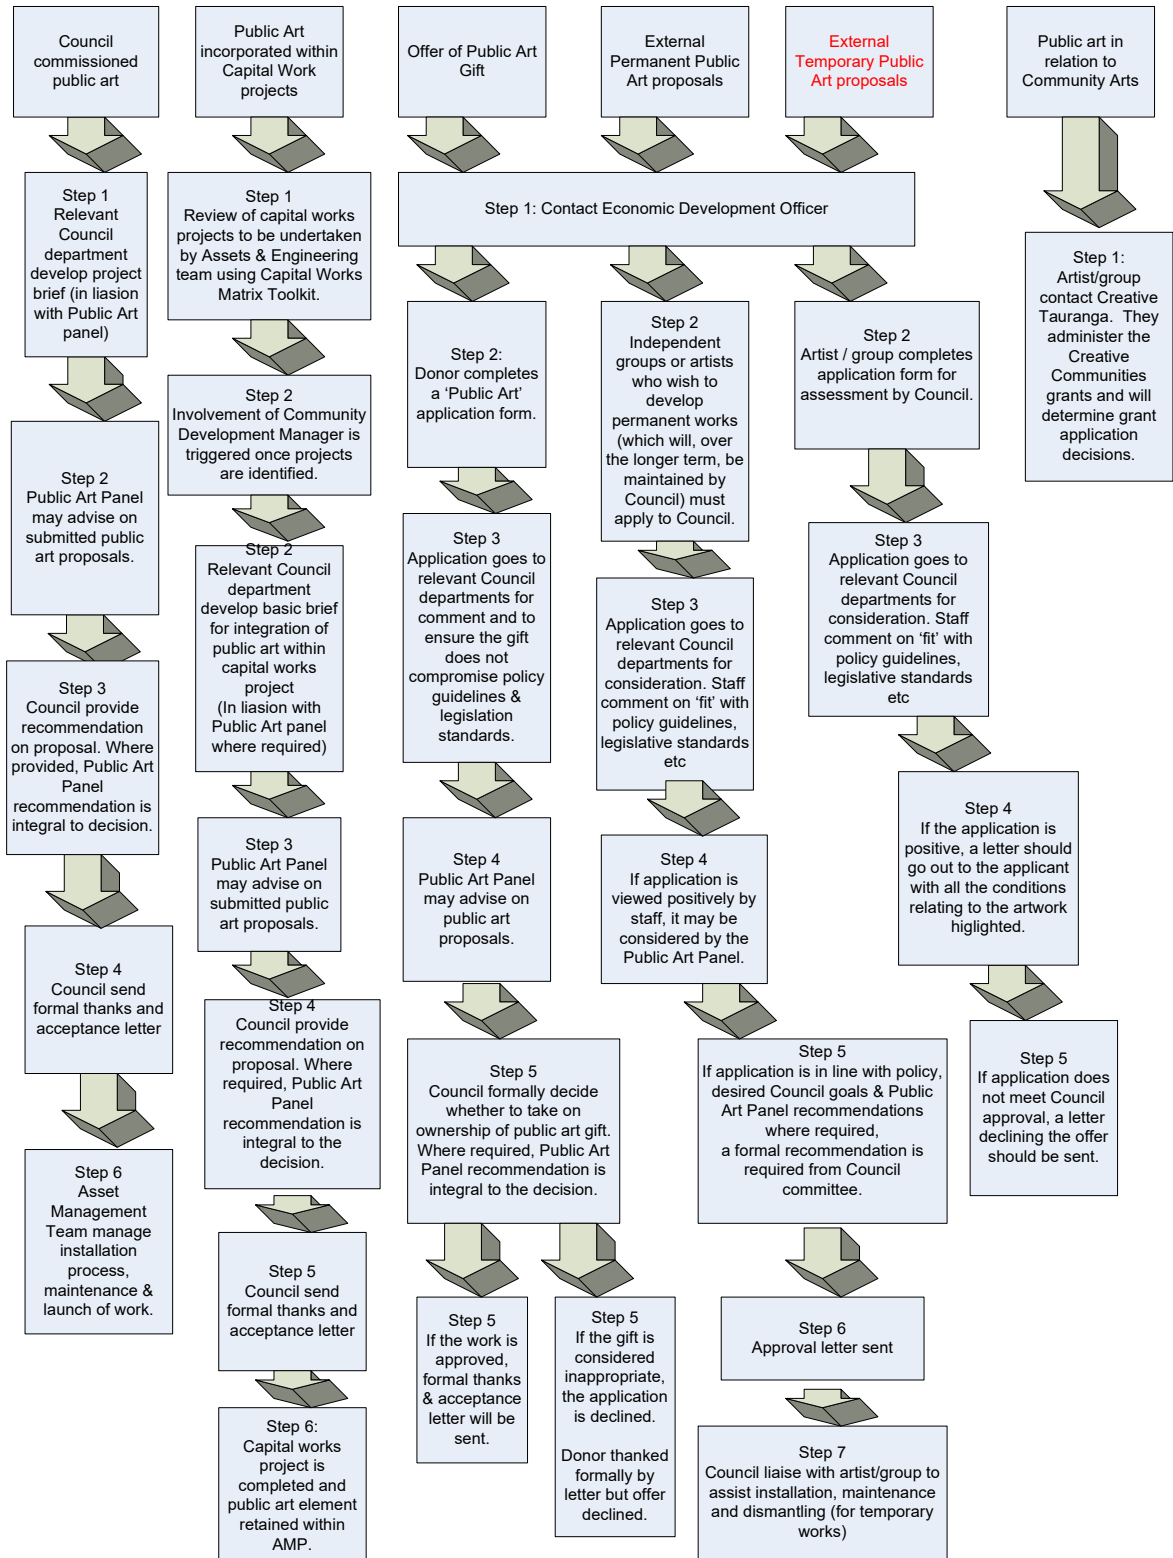 Council
commissioned
public art
Step 1
Relevant
Council
department
develop project
brief (in liasion
with Public Art
panel)
Step 2
Public Art Panel
may advise on
submitted public
art proposals.
Step 3
Council provide
recommendation
on proposal. Where
provided, Public Art
Panel
recommendation is
integral to decision.
Step 4
Council send
formal thanks and
acceptance letter
Step 6
Asset
Management
Team manage
installation
process,
maintenance &
launch of work.
Public Art
incorporated within
Capital Work
projects
Step 1
Review of capital works
projects to be undertaken
by Assets & Engineering
team using Capital Works
Matrix Toolkit.
Step 2
Involvement of Community
Development Manager is
triggered once projects
are identified.
Step 2
Relevant Council
department
develop basic brief
for integration of
public art within
capital works
project
(In liasion with
Public Art panel
where required)
Step 3
Public Art Panel
may advise on
submitted public
art proposals.
Step 4
Council provide
recommendation on
proposal. Where
required, Public Art
Panel
recommendation is
integral to the
decision.
Step 5
Council send
formal thanks and
acceptance letter
Step 6:
Capital works
project is
completed and
public art element
retained within
AMP.
Offer of Public Art
Gift
External
Permanent Public
Art proposals
External
Temporary Public
Art proposals
Step 1: Contact Economic Development Officer
Step 2:
Donor completes
a ‘Public Art’
application form.
Step 3
Application goes to
relevant Council
departments for
comment and to
ensure the gift
does not
compromise policy
guidelines &
legislation
standards.
Step 4
Public Art Panel
may advise on
public art
proposals.
Step 5
Council formally decide
whether to take on
ownership of public art gift.
Where required, Public Art
Panel recommendation is
integral to the decision.
Step 5
If the work is
approved,
formal thanks
& acceptance
letter will be
sent.
Step 5
If the gift is
considered
inappropriate,
the application
is declined.
Donor thanked
formally by
letter but offer
declined.
Step 2
Independent
groups or artists
who wish to
develop
permanent works
(which will, over
the longer term, be
maintained by
Council) must
apply to Council.
Step 3
Application goes to
relevant Council
departments for
consideration. Staff
comment on ‘fit’ with
policy guidelines,
legislative standards
etc
Step 4
If application is
viewed positively by
staff, it may be
considered by the
Public Art Panel.
Step 5
If application is in line with policy,
desired Council goals & Public
Art Panel recommendations
where required,
a formal recommendation is
required from Council
committee.
Step 6
Approval letter sent
Step 7
Council liaise with artist/group to
assist installation, maintenance
and dismantling (for temporary
works)
Step 2
Artist / group completes
application form for
assessment by Council.
Step 3
Application goes to
relevant Council
departments for
consideration. Staff
comment on ‘fit’ with
policy guidelines,
legislative standards
etc
Step 4
If the application is
positive, a letter should
go out to the applicant
with all the conditions
relating to the artwork
higlighted.
Step 5
If application does
not meet Council
approval, a letter
declining the offer
should be sent.
Public art in
relation to
Community Arts
Step 1:
Artist/group
contact Creative
Tauranga. They
administer the
Creative
Communities
grants and will
determine grant
application
decisions.